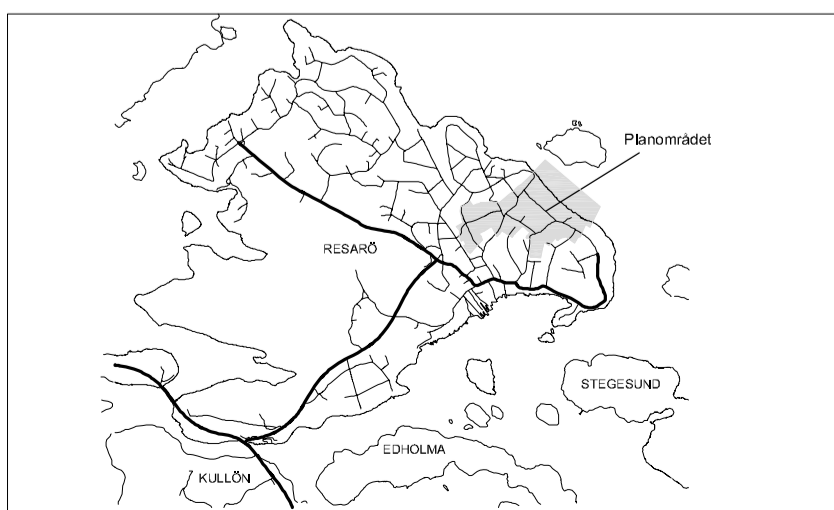 Planområdet
RESARÖ
STEGESUND
EDHOLMA
KULLÖN